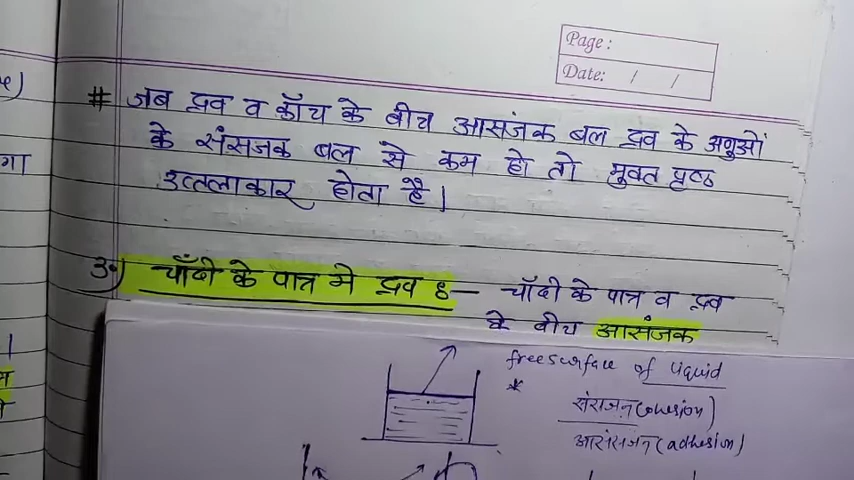 Page:
Date: / /
# जब द्रव व काँच के बीच आसंजक बल द्रव के अणुओं
के संसजक बल से कम हो तो मुक्त पृष्ठ
उत्तलाकार होता है।
3.) चाँदी के पात्र मे द्रव :- चाँदी के पात्र व द्रव
के बीच आसंजक
free surface of liquid
*
संसजन (cohesion)
आसंसजन (adhesion)
गा